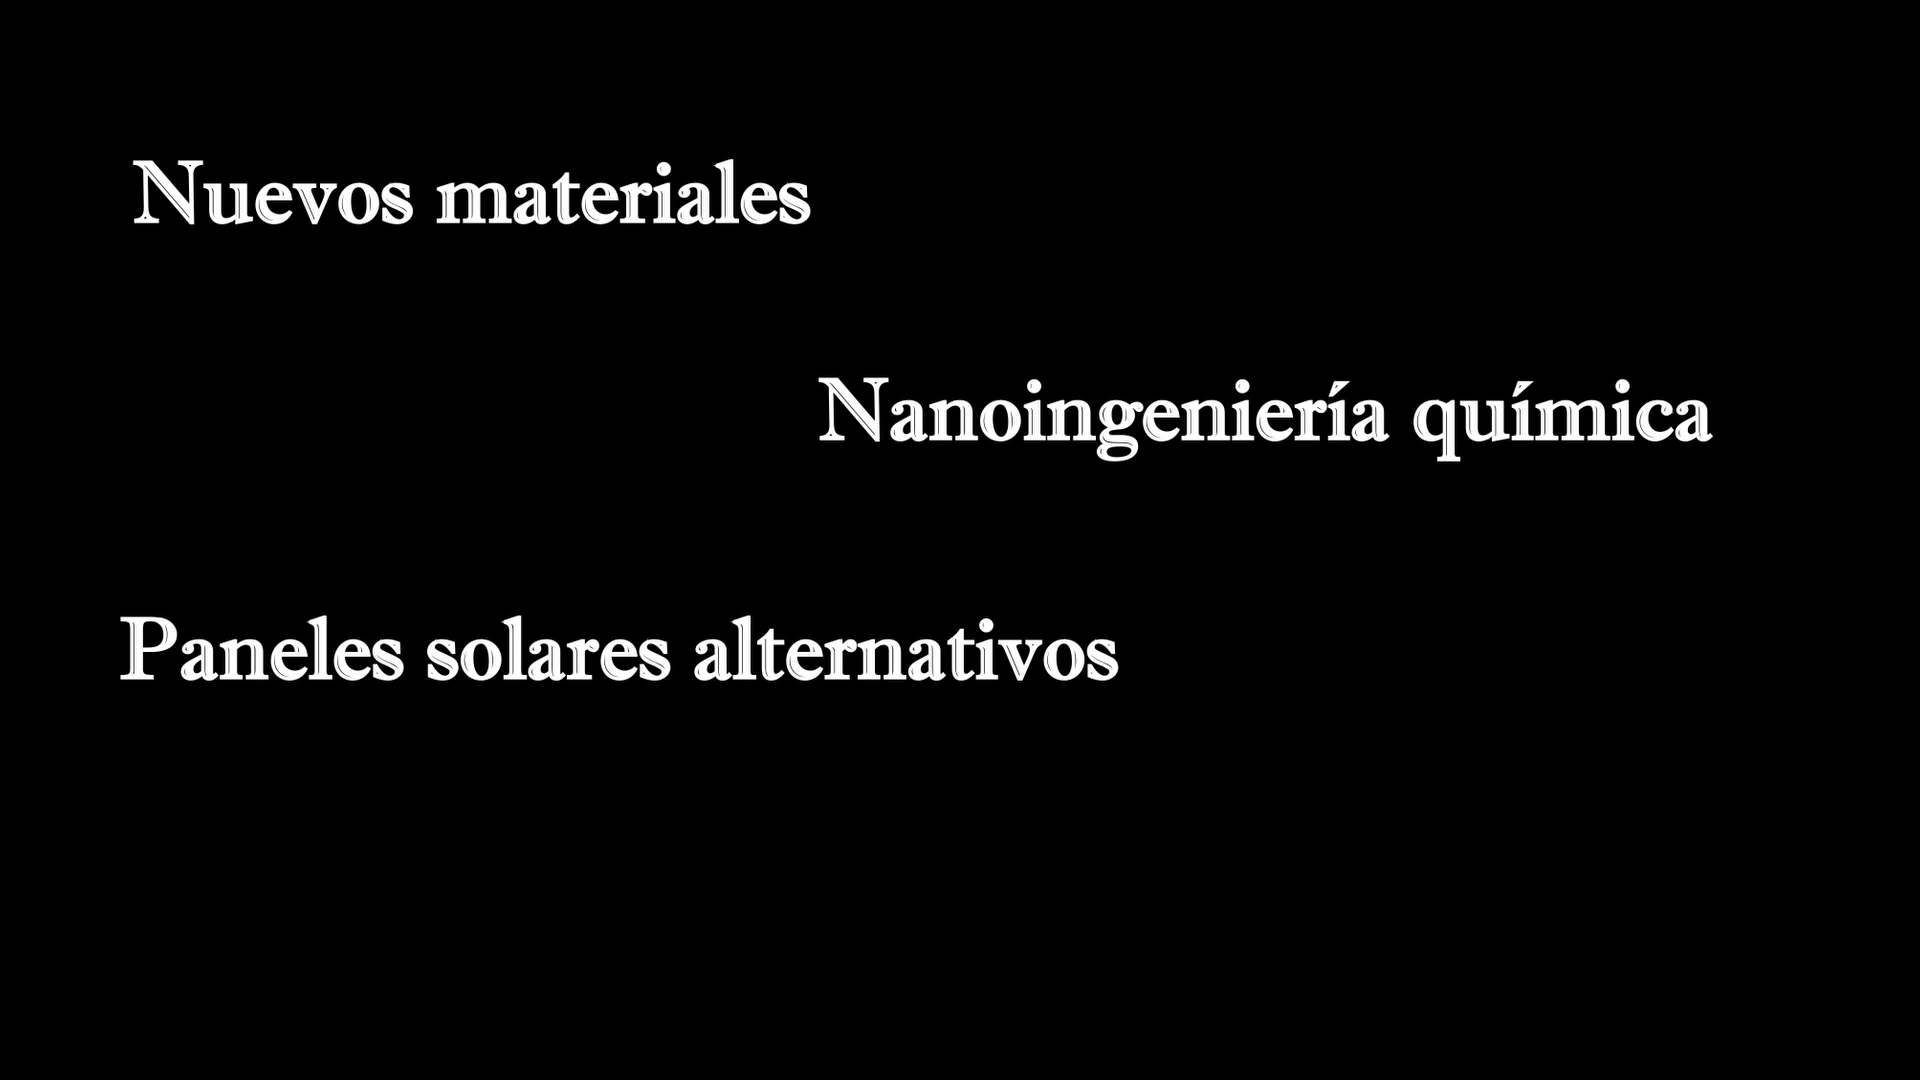 Nuevos materiales
Nanoingeniería química
Paneles solares alternativos